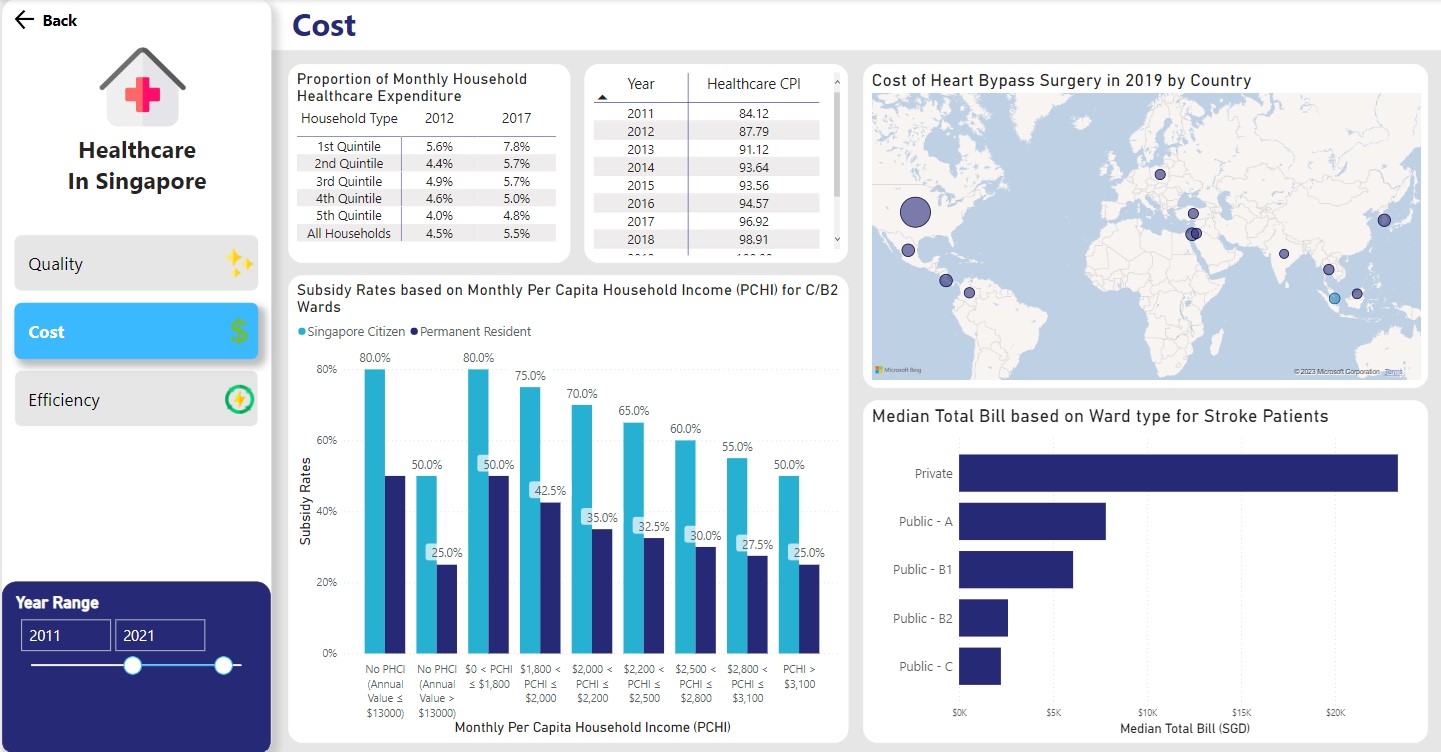 Back
Healthcare
In Singapore
Quality
Cost
Efficiency
Year Range
2011 2021
Cost
Proportion of Monthly Household
Healthcare Expenditure
Household Type 2012 2017
1st Quintile 5.6% 7.8%
2nd Quintile 4.4% 5.7%
3rd Quintile 4.9% 5.7%
4th Quintile 4.6% 5.0%
5th Quintile 4.0% 4.8%
All Households 4.5% 5.5%
Year Healthcare CPI
2011 84.12
2012 87.79
2013 91.12
2014 93.64
2015 93.56
2016 94.57
2017 96.92
2018 98.91
Subsidy Rates based on Monthly Per Capita Household Income (PCHI) for C/B2
Wards
Singapore Citizen Permanent Resident
Subsidy Rates
80%
60%
40%
20%
0%
80.0%
50.0%
25.0%
80.0%
50.0%
75.0%
42.5%
70.0%
35.0%
65.0%
32.5%
60.0%
30.0%
55.0%
27.5%
50.0%
25.0%
No PHCI
(Annual
Value ≤
$13000)
No PHCI
(Annual
Value >
$13000)
$0 < PCHI
≤ $1,800
$1,800 <
PCHI ≤
$2,000
$2,000 <
PCHI ≤
$2,200
$2,200 <
PCHI ≤
$2,500
$2,500 <
PCHI ≤
$2,800
$2,800 <
PCHI ≤
$3,100
PCHI >
$3,100
Monthly Per Capita Household Income (PCHI)
Cost of Heart Bypass Surgery in 2019 by Country
Microsoft Bing
© 2023 Microsoft Corporation Terms
Median Total Bill based on Ward type for Stroke Patients
Private
Public - A
Public - B1
Public - B2
Public - C
$0K $5K $10K $15K $20K
Median Total Bill (SGD)